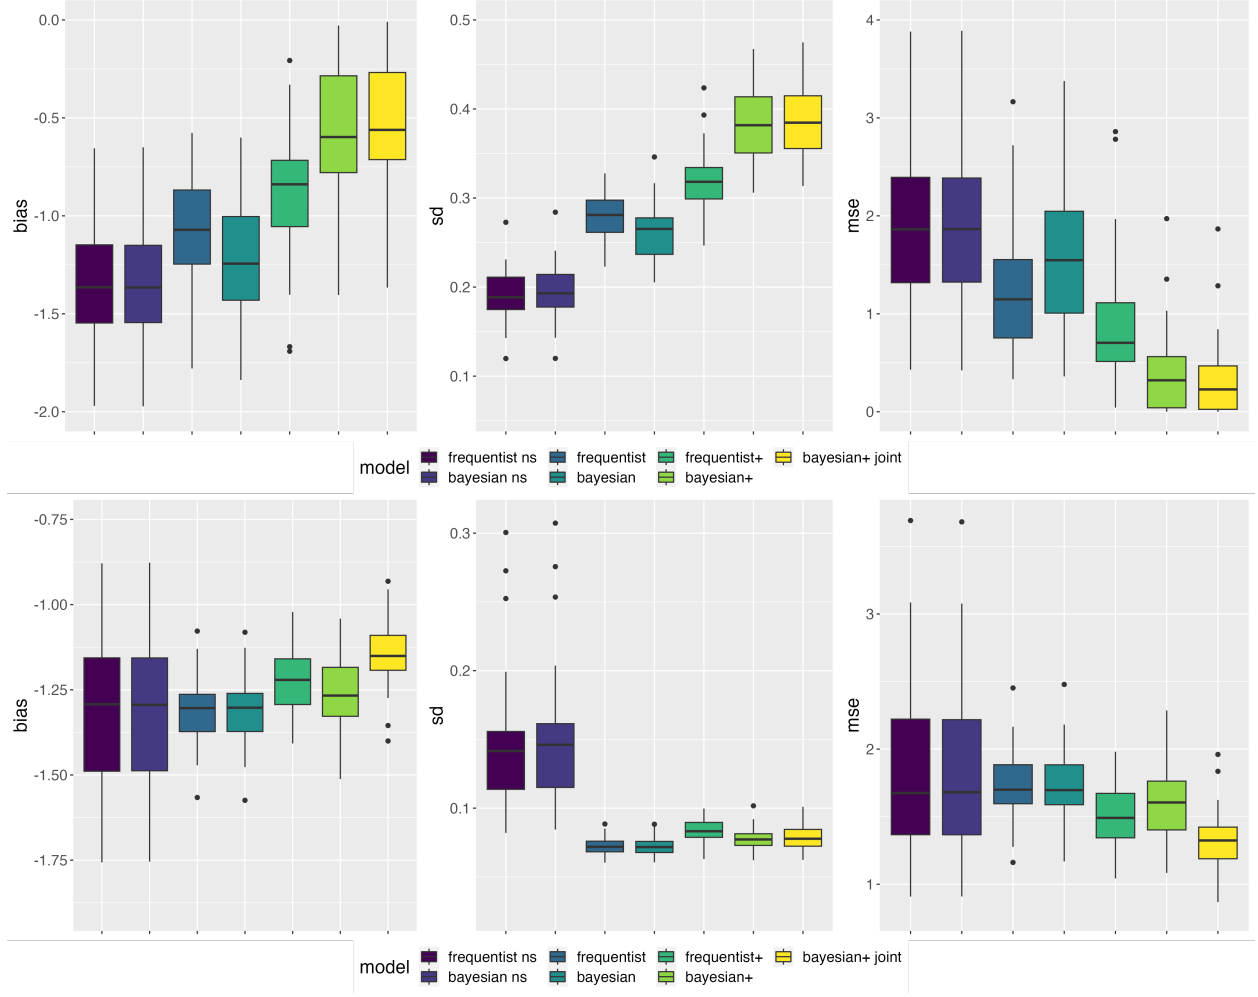 0.0
-0.5
-1.0
-1.5
-2.0
bias
0.5
0.4
0.3
0.2
0.1
sd
4
3
2
1
0
mse
model
frequentist ns
frequentist
frequentist+
bayesian+ joint
bayesian ns
bayesian
bayesian+
-0.75
-1.00
-1.25
-1.50
-1.75
bias
0.3
0.2
0.1
sd
3
2
1
mse
model
frequentist ns
frequentist
frequentist+
bayesian+ joint
bayesian ns
bayesian
bayesian+